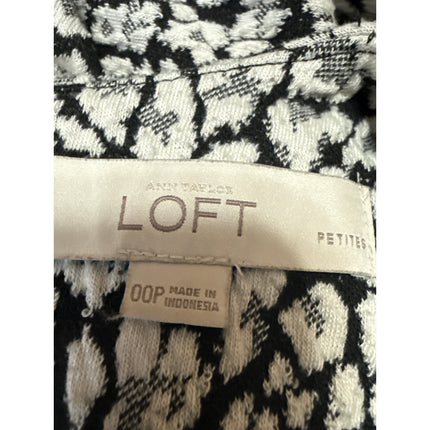 ANN TAYLOR
LOFT
PETITES
00P MADE IN
INDONESIA